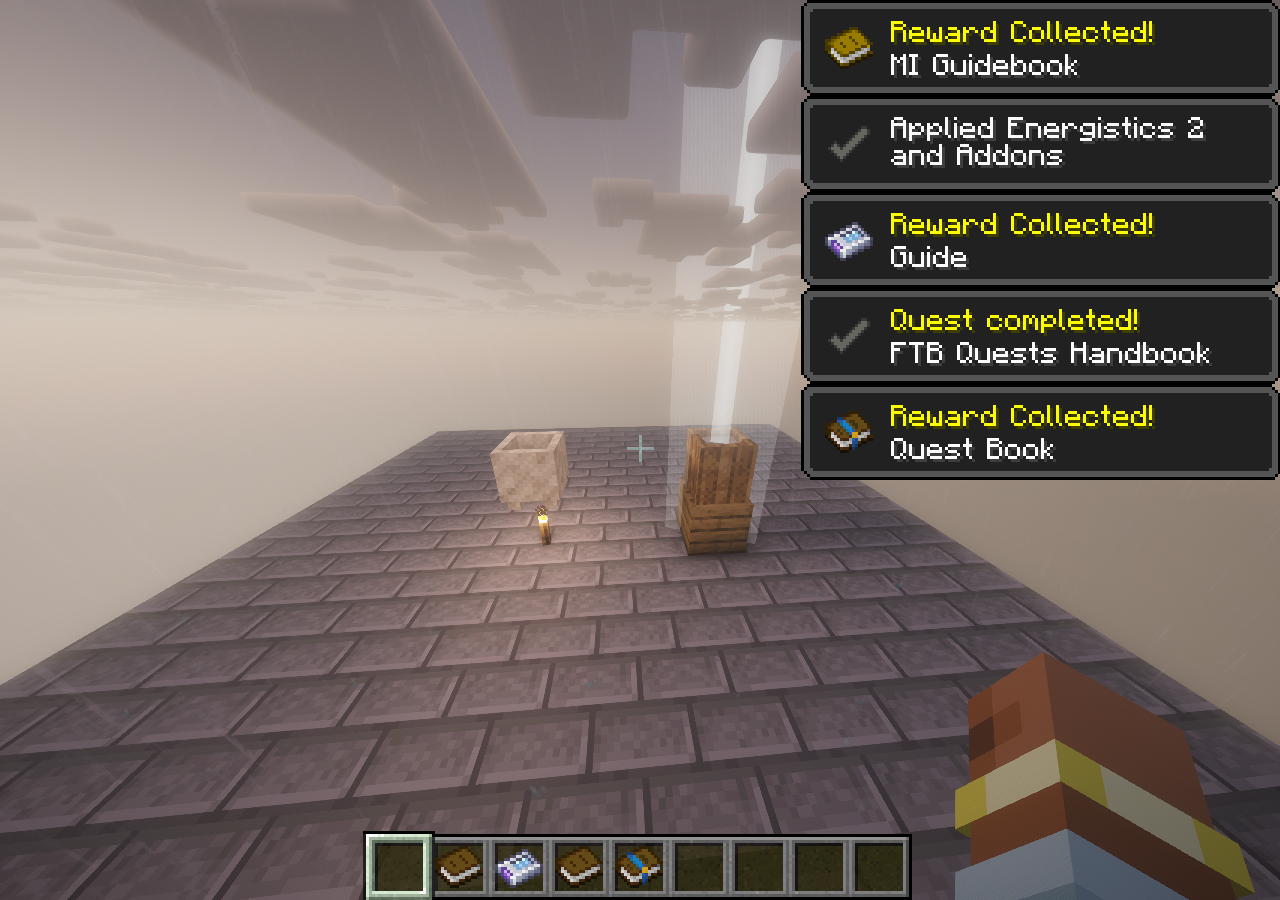 Reward Collected!
MI Guidebook
Applied Energistics 2
and Addons
Reward Collected!
Guide
Quest completed!
FTB Quests Handbook
Reward Collected!
Quest Book